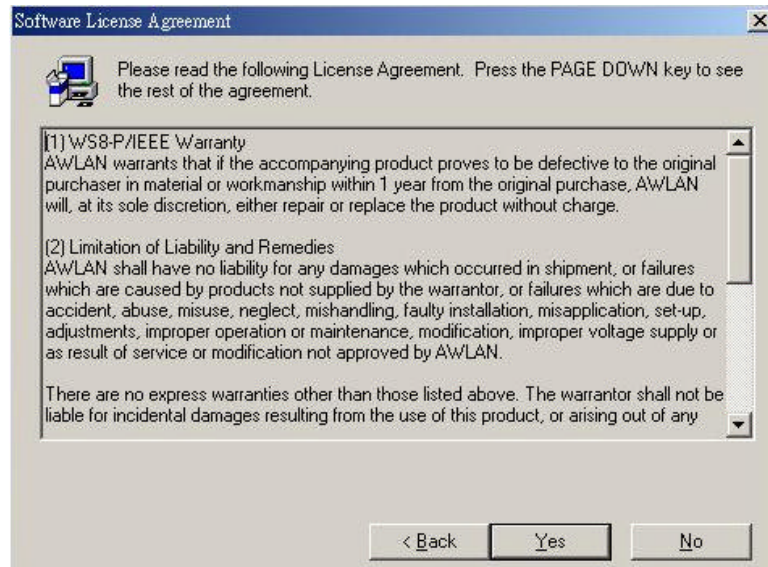 Software License Agreement
Please read the following License Agreement. Press the PAGE DOWN key to see
the rest of the agreement.
(1) WS8-P/IEEE Warranty
AWLAN warrants that if the accompanying product proves to be defective to the original
purchaser in material or workmanship within 1 year from the original purchase, AWLAN
will, at its sole discretion, either repair or replace the product without charge.
(2) Limitation of Liability and Remedies
AWLAN shall have no liability for any damages which occurred in shipment, or failures
which are caused by products not supplied by the warrantor, or failures which are due to
accident, abuse, misuse, neglect, mishandling, faulty installation, misapplication, set-up,
adjustments, improper operation or maintenance, modification, improper voltage supply or
as result of service or modification not approved by AWLAN.
There are no express warranties other than those listed above. The warrantor shall not be
liable for incidental damages resulting from the use of this product, or arising out of any
< Back
Yes
No